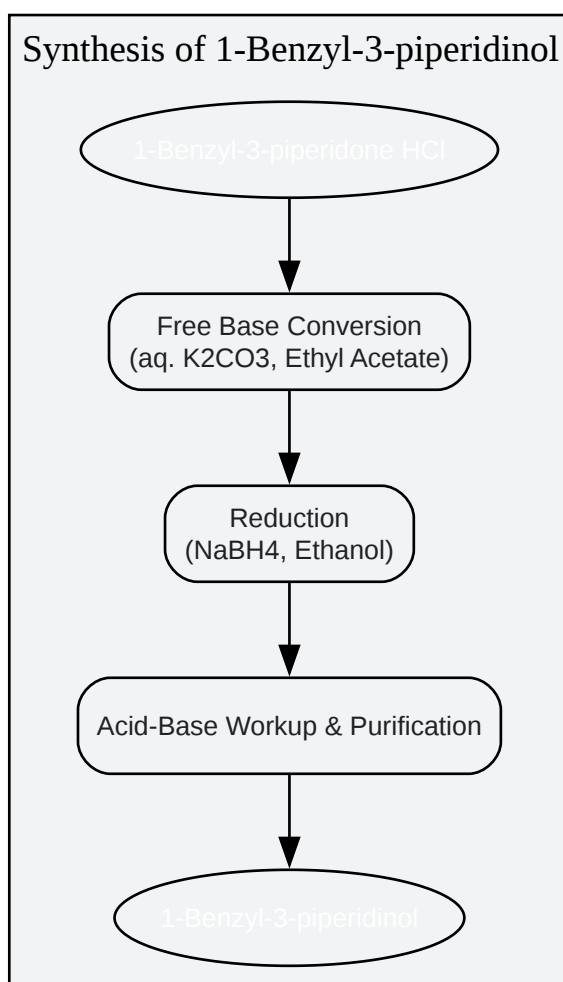 Synthesis of 1-Benzyl-3-piperidinol
1-Benzyl-3-piperidone HCl
Free Base Conversion
(aq. K2CO3, Ethyl Acetate)
Reduction
(NaBH4, Ethanol)
Acid-Base Workup & Purification
1-Benzyl-3-piperidinol